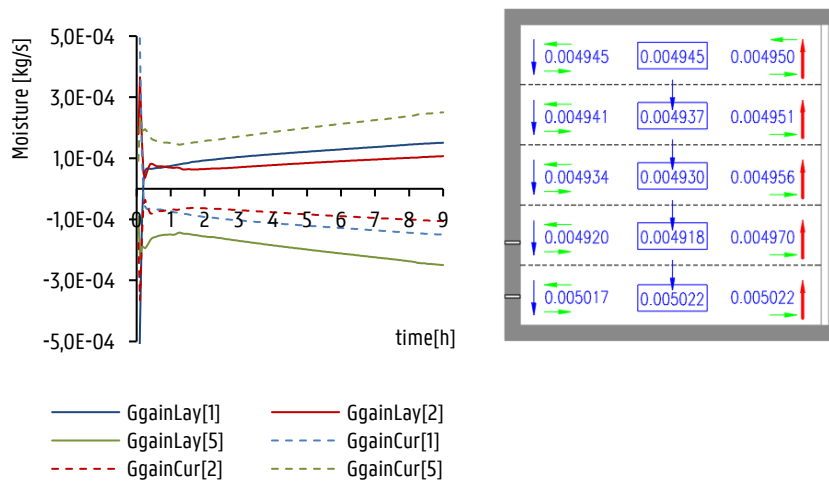 Moisture [kg/s]
5,0E-04
3,0E-04
1,0E-04
-1,0E-04
-3,0E-04
-5,0E-04
0 1 2 3 4 5 6 7 8 9
time[h]
GgainLay[1] GgainLay[2]
GgainLay[5] GgainCur[1]
GgainCur[2] GgainCur[5]
0.004945 0.004945 0.004950
0.004941 0.004937 0.004951
0.004934 0.004930 0.004956
0.004920 0.004918 0.004970
0.005017 0.005022 0.005022